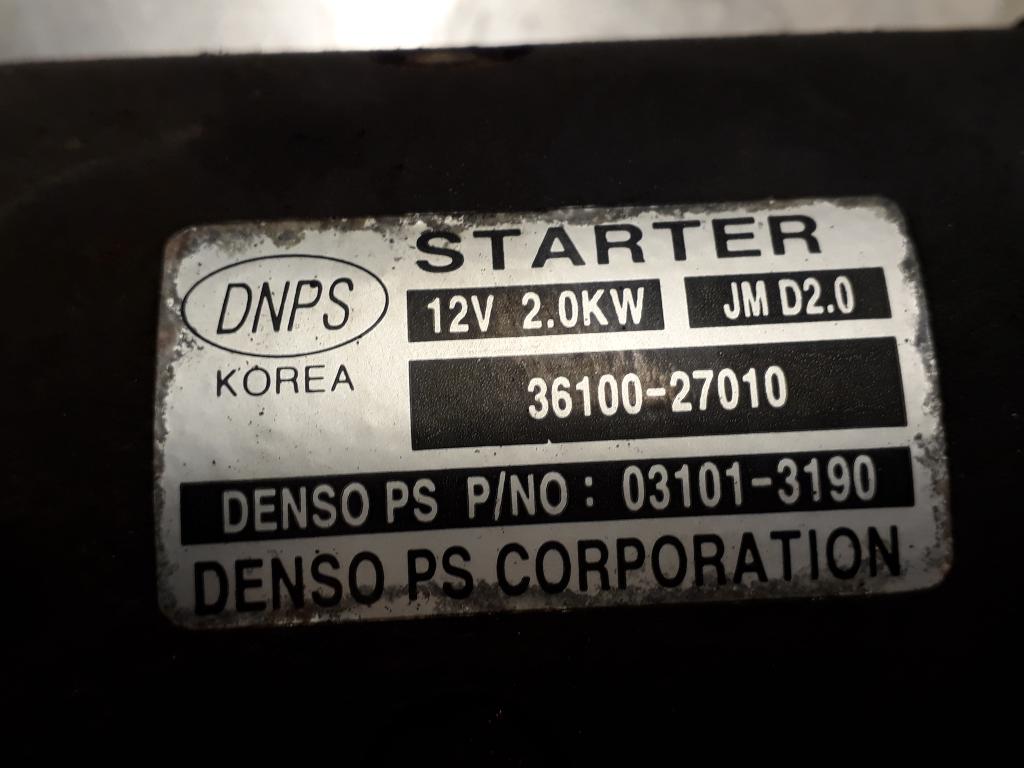 STARTER
DNPS
KOREA
12V 2.0KW JM D2.0
36100-27010
DENSO PS P/NO: 03101-3190
DENSO PS CORPORATION